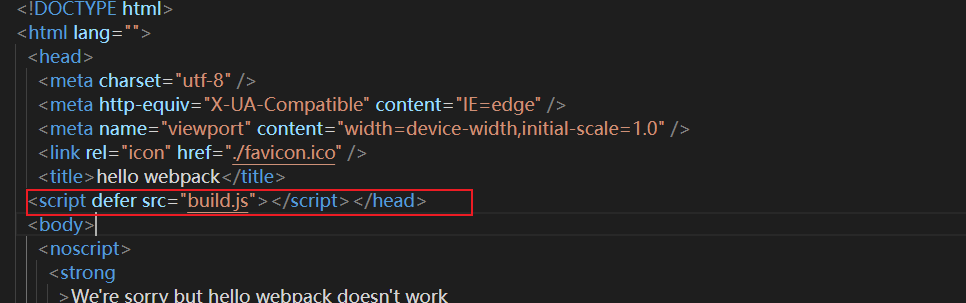 <!DOCTYPE html>
<html lang="">
<head>
<meta charset="utf-8" />
<meta http-equiv="X-UA-Compatible" content="IE=edge" />
<meta name="viewport" content="width=device-width,initial-scale=1.0" />
<link rel="icon" href="./favicon.ico" />
<title>hello webpack</title>
<script defer src="build.js"></script></head>
<body>
<noscript>
<strong
>We're sorry but hello webpack doesn't work